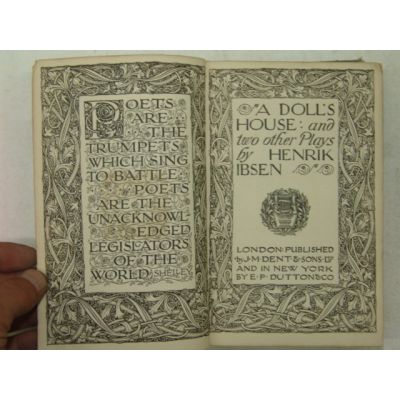 POETS
ARE
THE
TRUMPETS
WHICH SING
TO BATTLE
POETS
ARE THE
UNACKNOWL
EDGED
LEGISLATORS
OF THE
WORLD SHELLEY
A DOLL'S
HOUSE: and
two other Plays
by HENRIK
IBSEN
LONDON: PUBLISHED
by J. M. DENT & SONS LTD
AND IN NEW YORK
BY E. P. DUTTON & CO